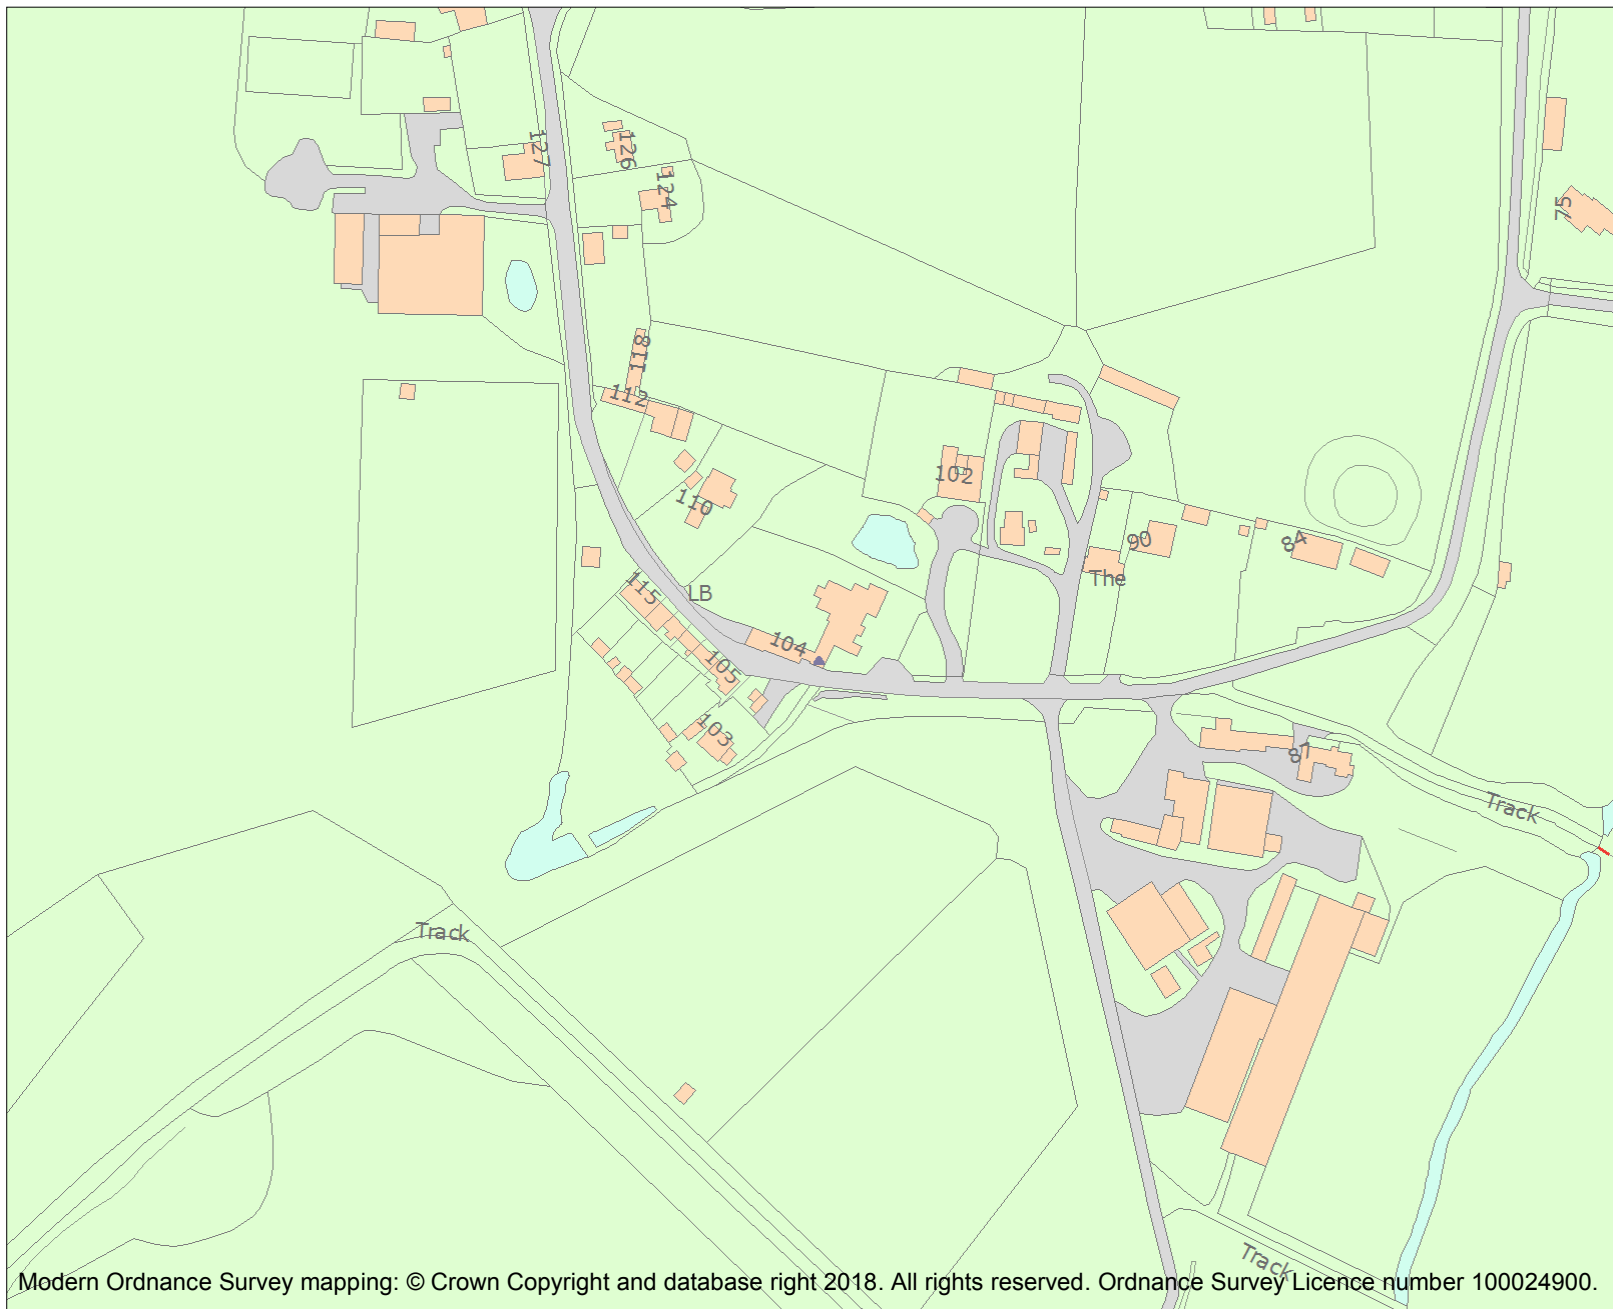 127
126
124
75
118
112
102
110
90
84
The
115
LB
104
105
103
87
Track
Track
Track
Modern Ordnance Survey mapping: © Crown Copyright and database right 2018. All rights reserved. Ordnance Survey Licence number 100024900.